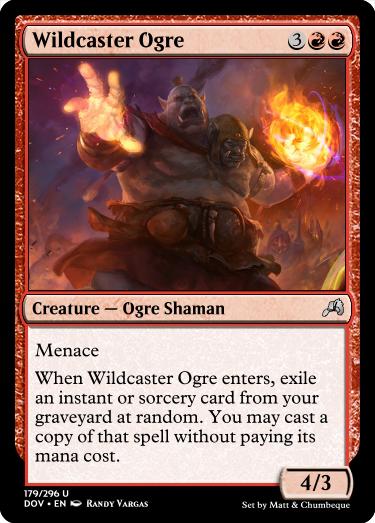 Wildcaster Ogre 3
Creature — Ogre Shaman
Menace
When Wildcaster Ogre enters, exile
an instant or sorcery card from your
graveyard at random. You may cast a
copy of that spell without paying its
mana cost.
4/3
179/296 U
DOV • EN Randy Vargas
Set by Matt & Chumbeque